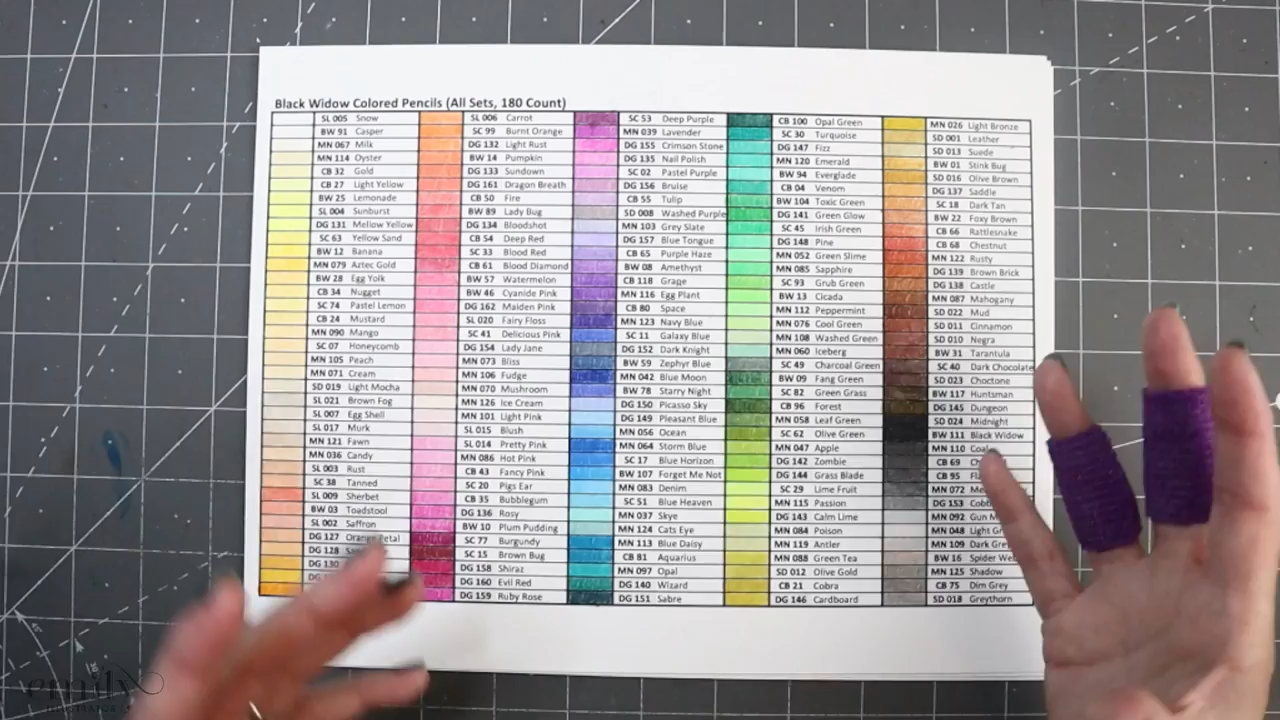 Black Widow Colored Pencils (All Sets, 180 Count)
SL 005 Snow
BW 91 Casper
MN 067 Milk
MN 114 Oyster
CB 32 Gold
CB 27 Light Yellow
BW 25 Lemonade
SL 004 Sunburst
DG 131 Mellow Yellow
SC 63 Yellow Sand
BW 12 Banana
MN 079 Aztec Gold
BW 28 Egg Yolk
CB 34 Nugget
SC 74 Pastel Lemon
CB 24 Mustard
MN 090 Mango
SC 07 Honeycomb
MN 105 Peach
MN 071 Cream
SD 019 Light Mocha
SL 021 Brown Fog
SL 007 Egg Shell
SL 017 Murk
MN 121 Fawn
MN 036 Candy
SL 003 Rust
SC 38 Tanned
SL 009 Sherbet
BW 03 Toadstool
SL 002 Saffron
DG 127 Orange Petal
DG 128
DG 130
SL 006 Carrot
SC 99 Burnt Orange
DG 132 Light Rust
BW 14 Pumpkin
DG 133 Sundown
DG 161 Dragon Breath
CB 50 Fire
BW 89 Lady Bug
DG 134 Bloodshot
CB 54 Deep Red
SC 33 Blood Red
CB 61 Blood Diamond
BW 57 Watermelon
BW 46 Cyanide Pink
DG 162 Maiden Pink
SL 020 Fairy Floss
SC 41 Delicious Pink
DG 154 Lady Jane
MN 073 Bliss
MN 106 Fudge
MN 070 Mushroom
MN 126 Ice Cream
MN 101 Light Pink
SL 015 Blush
SL 014 Pretty Pink
MN 086 Hot Pink
CB 43 Fancy Pink
SC 20 Pigs Ear
CB 35 Bubblegum
DG 136 Rosy
BW 10 Plum Pudding
SC 77 Burgundy
SC 15 Brown Bug
DG 158 Shiraz
DG 160 Evil Red
DG 159 Ruby Rose
SC 53 Deep Purple
MN 039 Lavender
DG 155 Crimson Stone
DG 135 Nail Polish
SC 02 Pastel Purple
DG 156 Bruise
CB 55 Tulip
SD 008 Washed Purple
MN 103 Grey Slate
DG 157 Blue Tongue
CB 65 Purple Haze
BW 08 Amethyst
CB 118 Grape
MN 116 Egg Plant
CB 80 Space
MN 123 Navy Blue
SC 11 Galaxy Blue
DG 152 Dark Knight
BW 59 Zephyr Blue
MN 042 Blue Moon
BW 78 Starry Night
DG 150 Picasso Sky
DG 149 Pleasant Blue
MN 056 Ocean
MN 064 Storm Blue
SC 17 Blue Horizon
BW 107 Forget Me Not
MN 083 Denim
SC 51 Blue Heaven
MN 037 Skye
MN 124 Cats Eye
MN 113 Blue Daisy
CB 81 Aquarius
MN 097 Opal
DG 140 Wizard
DG 151 Sabre
CB 100 Opal Green
SC 30 Turquoise
DG 147 Fizz
MN 120 Emerald
BW 94 Everglade
CB 04 Venom
BW 104 Toxic Green
DG 141 Green Glow
SC 45 Irish Green
DG 148 Pine
MN 052 Green Slime
MN 085 Sapphire
SC 93 Grub Green
BW 13 Cicada
MN 112 Peppermint
MN 076 Cool Green
MN 108 Washed Green
MN 060 Iceberg
SC 49 Charcoal Green
BW 09 Fang Green
SC 82 Green Grass
CB 96 Forest
MN 058 Leaf Green
SC 62 Olive Green
MN 047 Apple
DG 142 Zombie
DG 144 Grass Blade
SC 29 Lime Fruit
MN 115 Passion
DG 143 Calm Lime
MN 084 Poison
MN 119 Antler
MN 088 Green Tea
SD 012 Olive Gold
CB 21 Cobra
DG 146 Cardboard
MN 026 Light Bronze
SD 001 Leather
SD 013 Suede
BW 01 Stink Bug
SD 016 Olive Brown
DG 137 Saddle
SC 18 Dark Tan
BW 22 Foxy Brown
CB 66 Rattlesnake
CB 68 Chestnut
MN 122 Rusty
DG 139 Brown Brick
DG 138 Castle
MN 087 Mahogany
SD 022 Mud
SD 011 Cinnamon
SD 010 Negra
BW 31 Tarantula
SC 40 Dark Chocolate
SD 023 Choctone
BW 117 Huntsman
DG 145 Dungeon
SD 024 Midnight
BW 111 Black Widow
MN 110
CB 69
CB 95
MN 072
DG 153
MN 092 Gun
MN 048 Light
MN 109 Dark
BW 16 Spider
MN 125 Shadow
CB 75 Dim Grey
SD 018 Greythorn
emily
ILLUSTRATOR